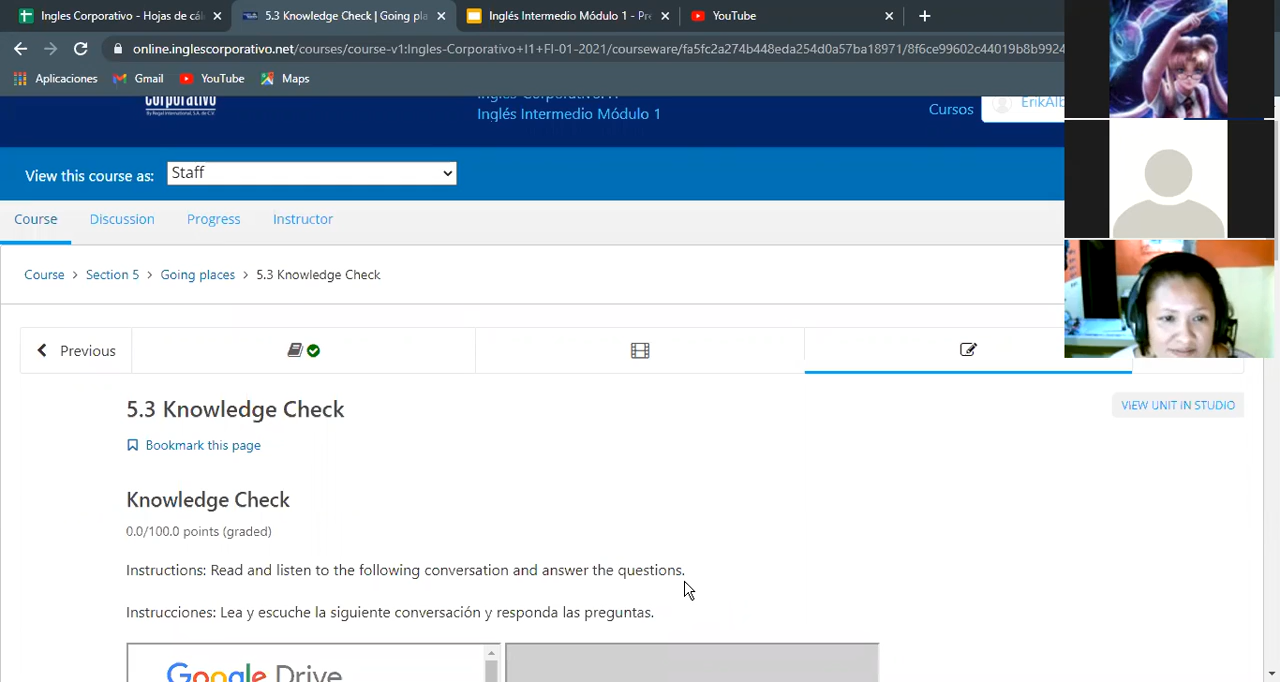 Ingles Corporativo - Hojas de cál
5.3 Knowledge Check | Going pla
Inglés Intermedio Módulo 1 - Pre
YouTube
online.inglescorporativo.net/courses/course-v1:Ingles-Corporativo+I1+FI-01-2021/courseware/fa5fc2a274b448eda254d0a57ba18971/8f6ce99602c44019b8b9924
Aplicaciones
Gmail
YouTube
Maps
Corporativo
Inglés Intermedio Módulo 1
Cursos
ErikAlb
View this course as:
Staff
Course
Discussion
Progress
Instructor
Course > Section 5 > Going places > 5.3 Knowledge Check
Previous
5.3 Knowledge Check
VIEW UNIT IN STUDIO
Bookmark this page
Knowledge Check
0.0/100.0 points (graded)
Instructions: Read and listen to the following conversation and answer the questions.
Instrucciones: Lea y escuche la siguiente conversación y responda las preguntas.
Google Drive